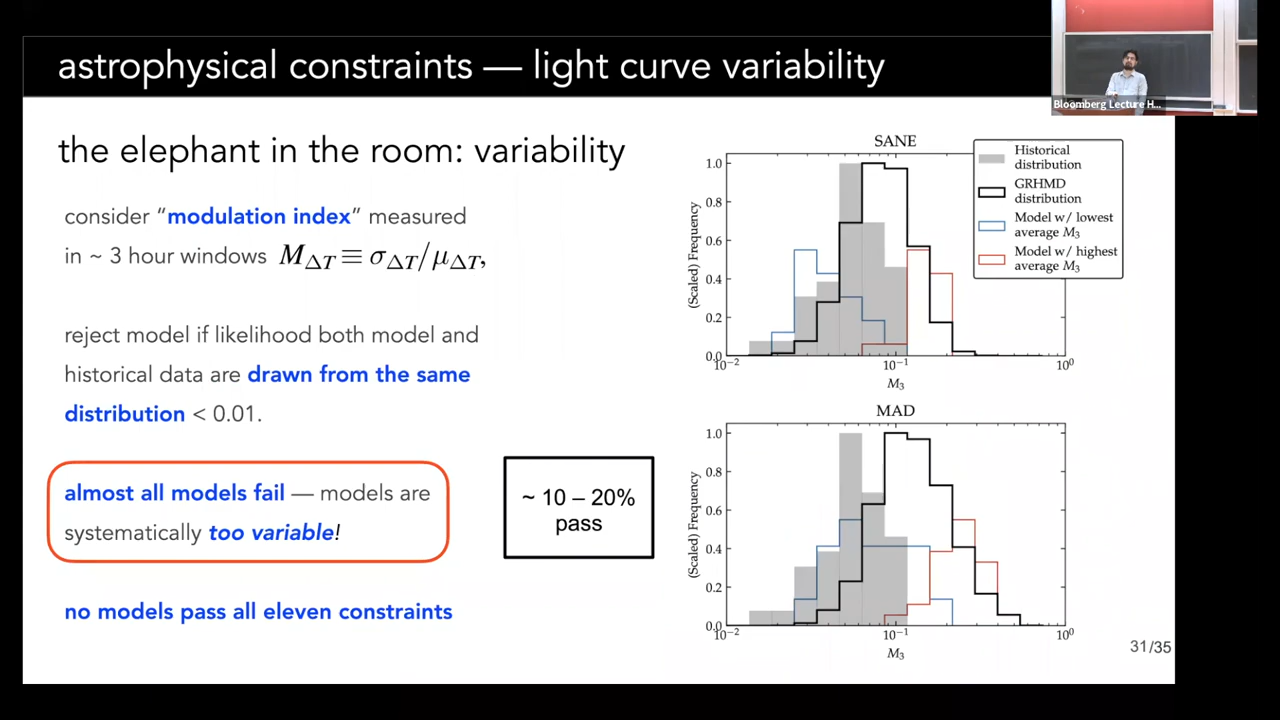 astrophysical constraints — light curve variability
Bloomberg Lecture H...
the elephant in the room: variability
consider “modulation index” measured
in ~ 3 hour windows M_ΔT ≡ σ_ΔT/μ_ΔT,
reject model if likelihood both model and
historical data are drawn from the same
distribution < 0.01.
almost all models fail — models are
systematically too variable!
~ 10 – 20%
pass
no models pass all eleven constraints
SANE
Historical
distribution
GRHMD
distribution
Model w/ lowest
average M₃
Model w/ highest
average M₃
(Scaled) Frequency
1.0
0.8
0.6
0.4
0.2
0.0
10⁻²
10⁻¹
10⁰
M₃
MAD
(Scaled) Frequency
1.0
0.8
0.6
0.4
0.2
0.0
10⁻²
10⁻¹
10⁰
M₃
31/35